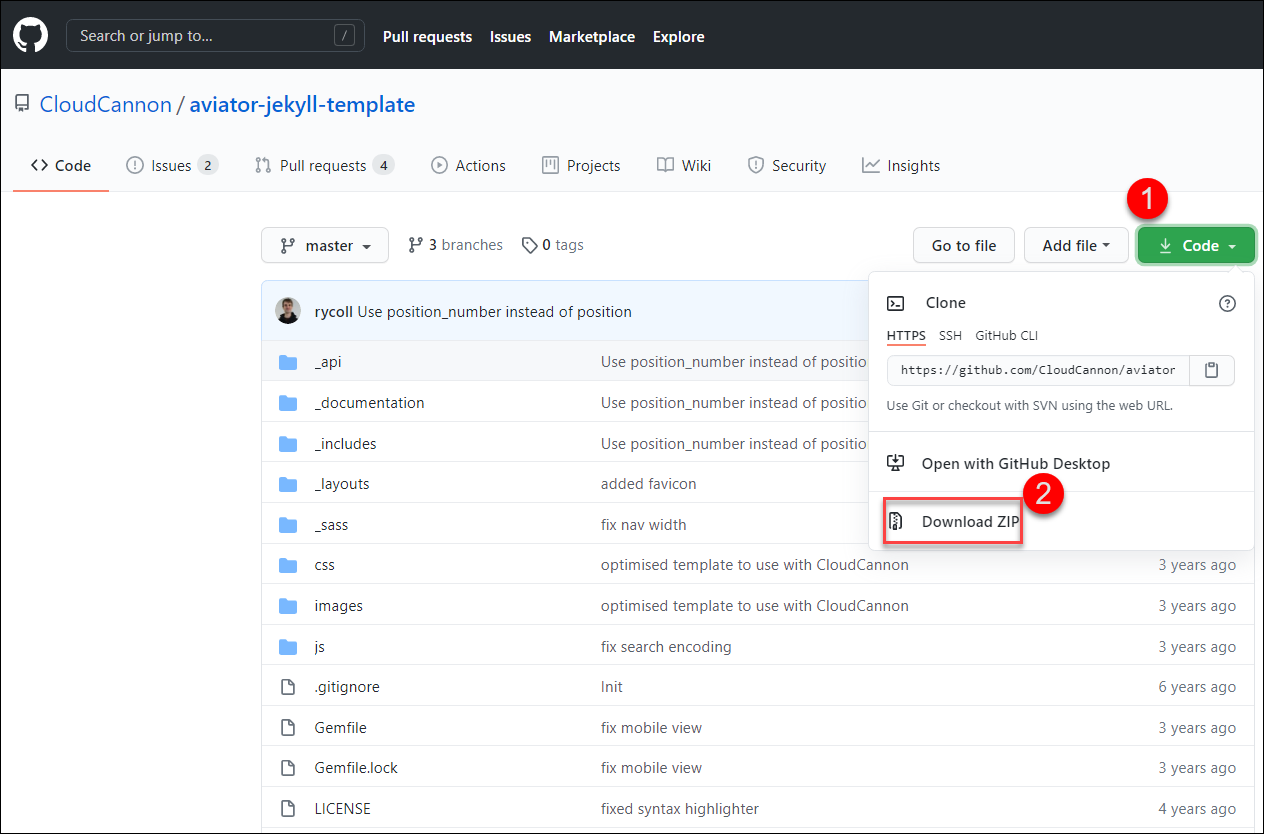 Search or jump to... /
Pull requests Issues Marketplace Explore
CloudCannon / aviator-jekyll-template
Code Issues 2 Pull requests 4 Actions Projects Wiki Security Insights
1
master 3 branches 0 tags Go to file Add file Code
rycoll Use position_number instead of position
Clone
HTTPS SSH GitHub CLI
https://github.com/CloudCannon/aviator
Use Git or checkout with SVN using the web URL.
Open with GitHub Desktop
2
Download ZIP
_api Use position_number instead of positio
_documentation Use position_number instead of positio
_includes Use position_number instead of positio
_layouts added favicon
_sass fix nav width
css optimised template to use with CloudCannon 3 years ago
images optimised template to use with CloudCannon 3 years ago
js fix search encoding 3 years ago
.gitignore Init 6 years ago
Gemfile fix mobile view 3 years ago
Gemfile.lock fix mobile view 3 years ago
LICENSE fixed syntax highlighter 4 years ago